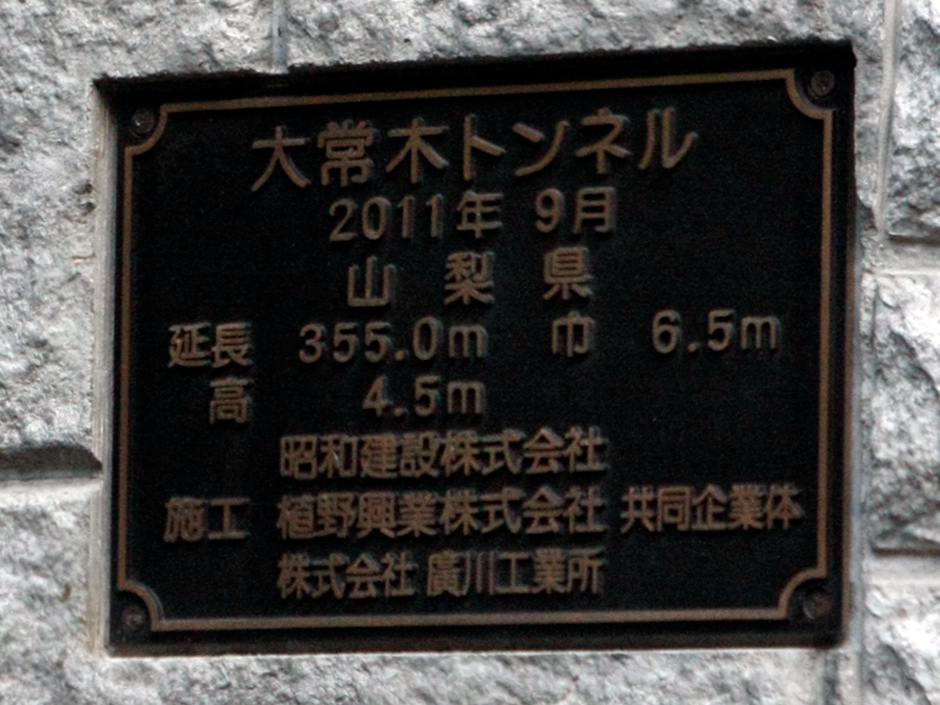 大常木トンネル
2011年 9月
山 梨 県
延長 355.0m 巾 6.5m
高 4.5m
昭和建設株式会社
施工 植野興業株式会社 共同企業体
株式会社 廣川工業所